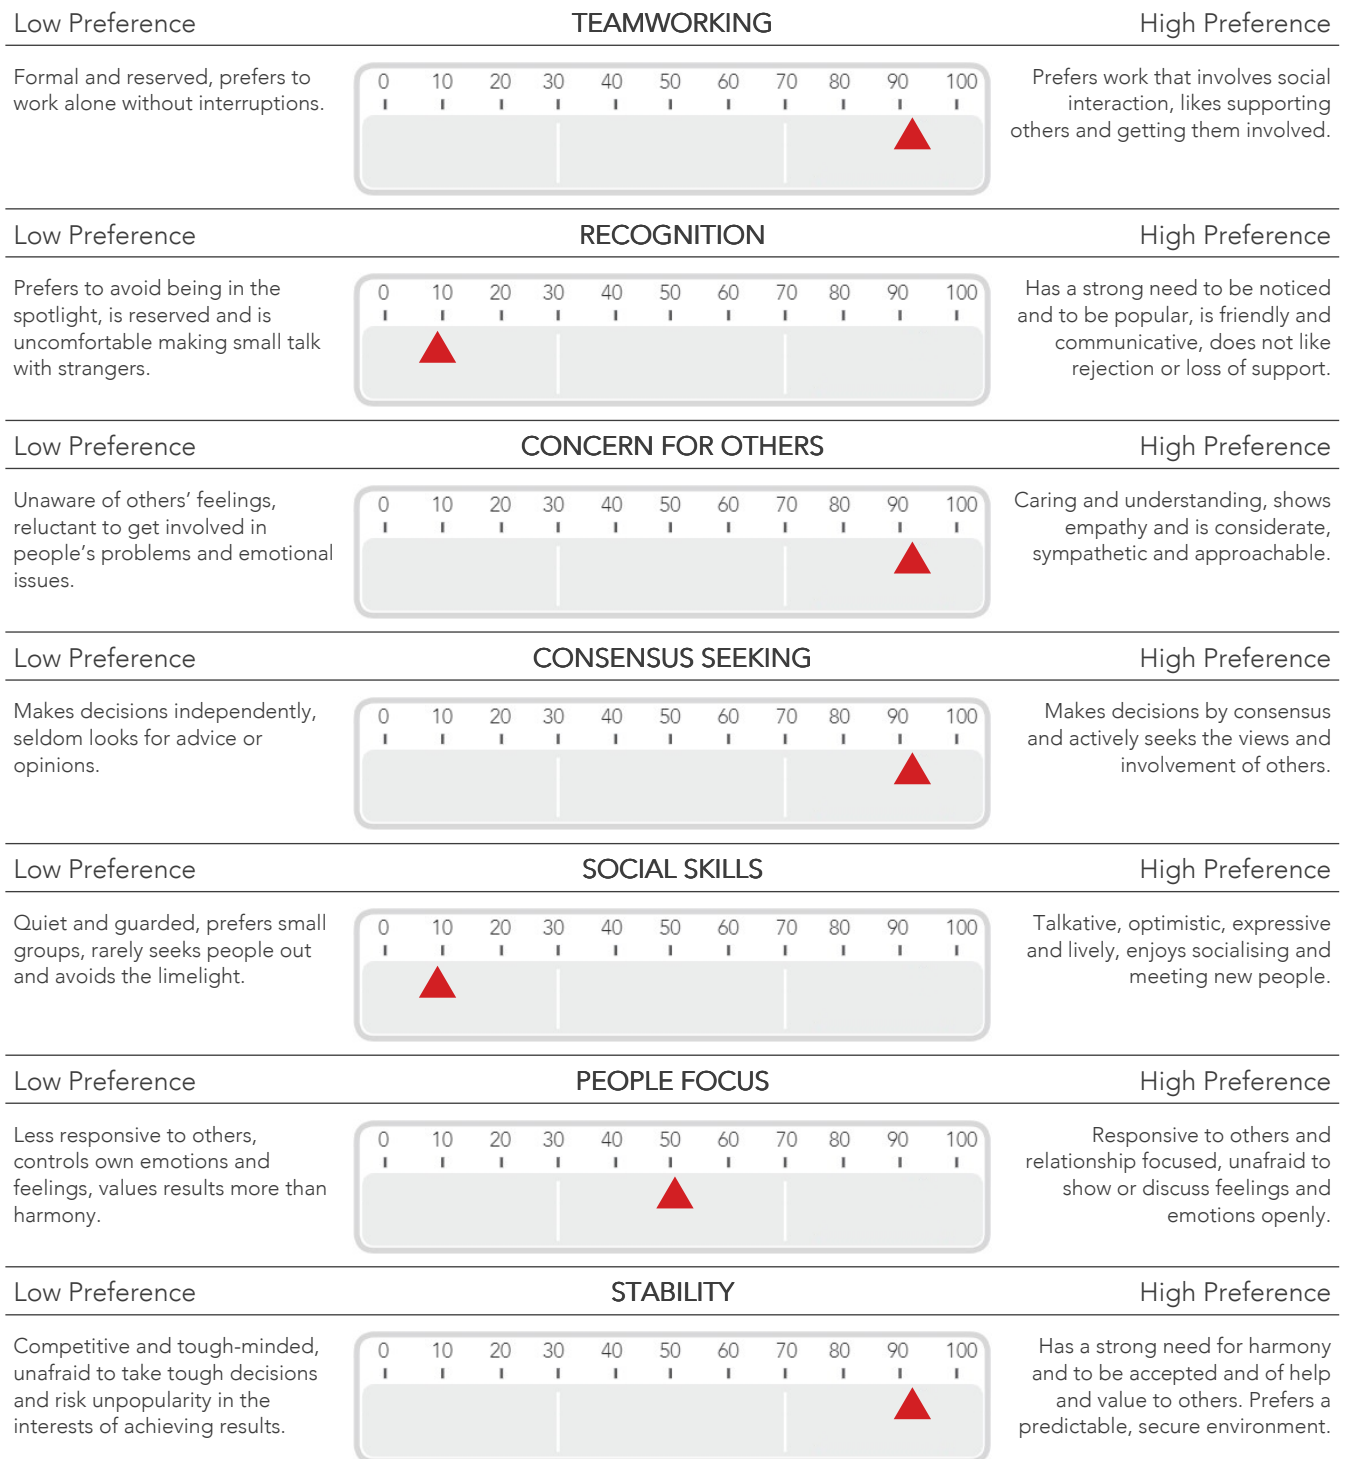 Low Preference TEAMWORKING High Preference
Formal and reserved, prefers to
work alone without interruptions.
0 10 20 30 40 50 60 70 80 90 100
Prefers work that involves social
interaction, likes supporting
others and getting them involved.
Low Preference RECOGNITION High Preference
Prefers to avoid being in the
spotlight, is reserved and is
uncomfortable making small talk
with strangers.
0 10 20 30 40 50 60 70 80 90 100
Has a strong need to be noticed
and to be popular, is friendly and
communicative, does not like
rejection or loss of support.
Low Preference CONCERN FOR OTHERS High Preference
Unaware of others’ feelings,
reluctant to get involved in
people’s problems and emotional
issues.
0 10 20 30 40 50 60 70 80 90 100
Caring and understanding, shows
empathy and is considerate,
sympathetic and approachable.
Low Preference CONSENSUS SEEKING High Preference
Makes decisions independently,
seldom looks for advice or
opinions.
0 10 20 30 40 50 60 70 80 90 100
Makes decisions by consensus
and actively seeks the views and
involvement of others.
Low Preference SOCIAL SKILLS High Preference
Quiet and guarded, prefers small
groups, rarely seeks people out
and avoids the limelight.
0 10 20 30 40 50 60 70 80 90 100
Talkative, optimistic, expressive
and lively, enjoys socialising and
meeting new people.
Low Preference PEOPLE FOCUS High Preference
Less responsive to others,
controls own emotions and
feelings, values results more than
harmony.
0 10 20 30 40 50 60 70 80 90 100
Responsive to others and
relationship focused, unafraid to
show or discuss feelings and
emotions openly.
Low Preference STABILITY High Preference
Competitive and tough-minded,
unafraid to take tough decisions
and risk unpopularity in the
interests of achieving results.
0 10 20 30 40 50 60 70 80 90 100
Has a strong need for harmony
and to be accepted and of help
and value to others. Prefers a
predictable, secure environment.